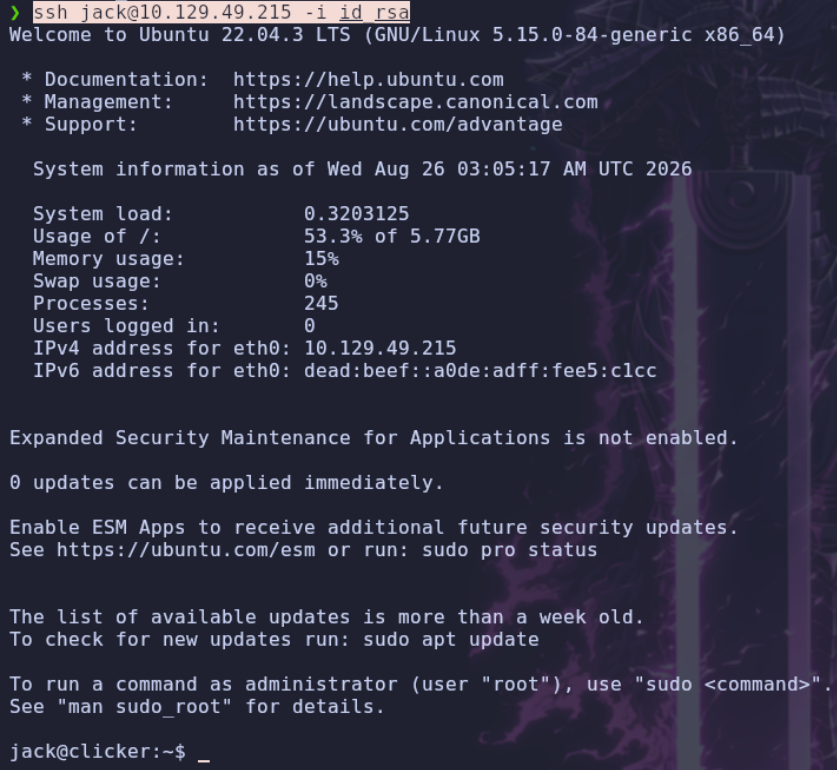 ❯ ssh jack@10.129.49.215 -i id_rsa
Welcome to Ubuntu 22.04.3 LTS (GNU/Linux 5.15.0-84-generic x86_64)
* Documentation:  https://help.ubuntu.com
* Management:     https://landscape.canonical.com
* Support:        https://ubuntu.com/advantage
System information as of Wed Aug 26 03:05:17 AM UTC 2026
System load:           0.3203125
Usage of /:            53.3% of 5.77GB
Memory usage:          15%
Swap usage:            0%
Processes:             245
Users logged in:       0
IPv4 address for eth0: 10.129.49.215
IPv6 address for eth0: dead:beef::a0de:adff:fee5:c1cc
Expanded Security Maintenance for Applications is not enabled.
0 updates can be applied immediately.
Enable ESM Apps to receive additional future security updates.
See https://ubuntu.com/esm or run: sudo pro status
The list of available updates is more than a week old.
To check for new updates run: sudo apt update
To run a command as administrator (user "root"), use "sudo <command>".
See "man sudo_root" for details.
jack@clicker:~$ _